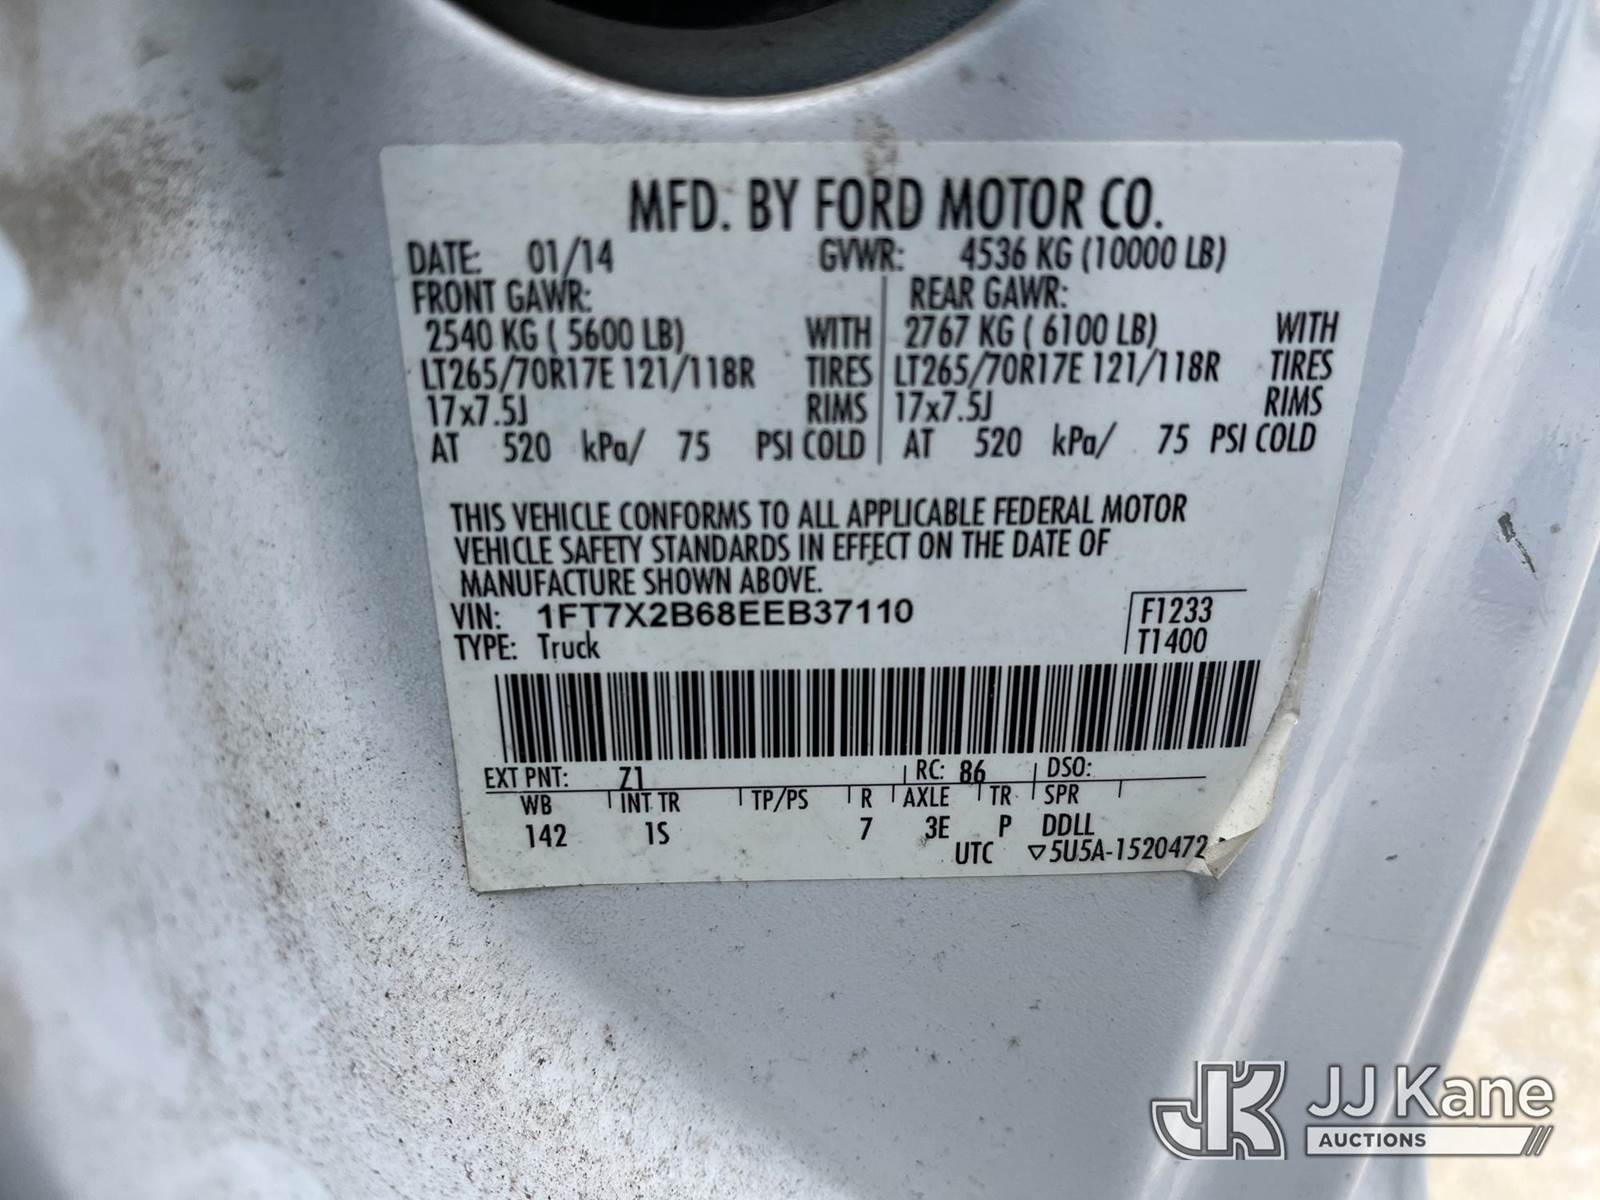 MFD. BY FORD MOTOR CO.
DATE: 01/14 GVWR: 4536 KG (10000 LB)
FRONT GAWR: REAR GAWR:
2540 KG ( 5600 LB) WITH 2767 KG ( 6100 LB) WITH
LT265/70R17E 121/118R TIRES LT265/70R17E 121/118R TIRES
17x7.5J RIMS 17x7.5J RIMS
AT 520 kPa/ 75 PSI COLD AT 520 kPa/ 75 PSI COLD
THIS VEHICLE CONFORMS TO ALL APPLICABLE FEDERAL MOTOR
VEHICLE SAFETY STANDARDS IN EFFECT ON THE DATE OF
MANUFACTURE SHOWN ABOVE.
VIN: 1FT7X2B68EEB37110 F1233
TYPE: Truck T1400
EXT PNT: Z1 RC: 86 DSO:
WB INT TR TP/PS R AXLE TR SPR
142 1S 7 3E P DDLL
UTC ▽5U5A-1520472
JK JJ Kane
AUCTIONS